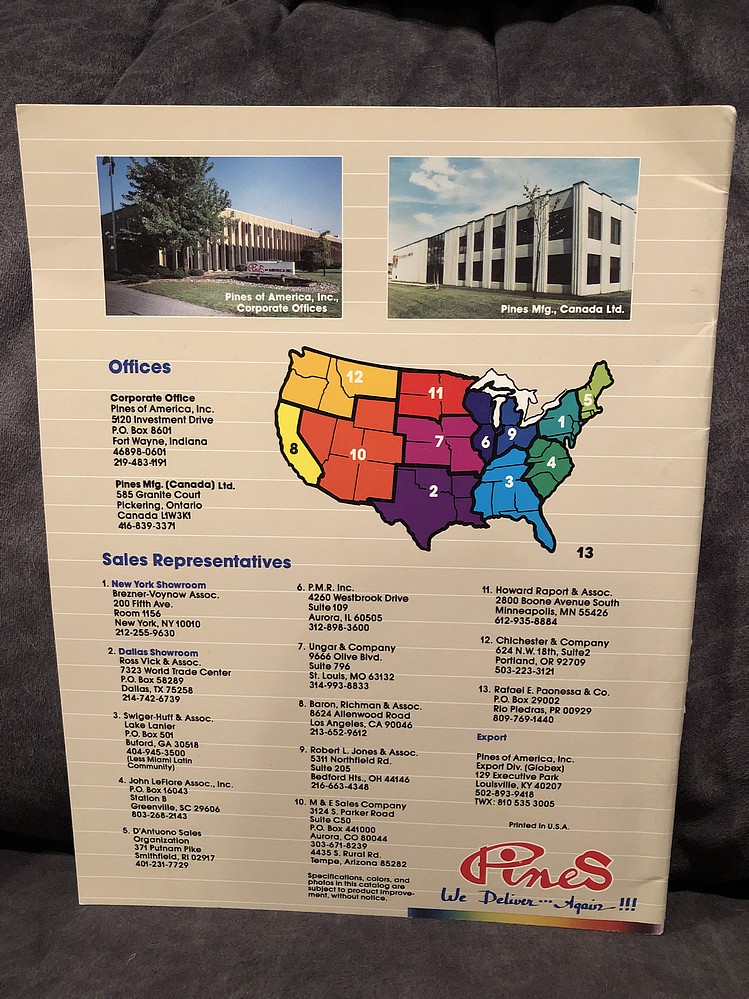 Pines
OF AMERICA INC.
Pines of America, Inc.,
Corporate Offices
Pines Mfg., Canada Ltd.
Offices
Corporate Office
Pines of America, Inc.
5120 Investment Drive
P.O. Box 8601
Fort Wayne, Indiana
46898-0601
219-483-1191
Pines Mfg. (Canada) Ltd.
585 Granite Court
Pickering, Ontario
Canada L1W3K1
416-839-3371
12
11
5
1
8
10
7
6
9
4
2
3
13
Sales Representatives
1. New York Showroom
Brezner-Voynow Assoc.
200 Fifth Ave.
Room 1156
New York, NY 10010
212-255-9630
2. Dallas Showroom
Ross Vick & Assoc.
7323 World Trade Center
P.O. Box 58289
Dallas, TX 75258
214-742-6739
3. Swiger-Huff & Assoc.
Lake Lanier
P.O. Box 501
Buford, GA 30518
404-945-3500
(Less Miami Latin
Community)
4. John LeFlore Assoc., Inc.
P.O. Box 16043
Station B
Greenville, SC 29606
803-268-2143
5. D'Antuono Sales
Organization
371 Putnam Pike
Smithfield, RI 02917
401-231-7729
6. P.M.R. Inc.
4260 Westbrook Drive
Suite 109
Aurora, IL 60505
312-898-3600
7. Ungar & Company
9666 Olive Blvd.
Suite 796
St. Louis, MO 63132
314-993-8833
8. Baron, Richman & Assoc.
8624 Allenwood Road
Los Angeles, CA 90046
213-652-9612
9. Robert L. Jones & Assoc.
5311 Northfield Rd.
Suite 205
Bedford Hts., OH 44146
216-663-4348
10. M & E Sales Company
3124 S. Parker Road
Suite C50
P.O. Box 441000
Aurora, CO 80044
303-671-8239
4435 S. Rural Rd.
Tempe, Arizona 85282
Specifications, colors, and
photos in this catalog are
subject to product improve-
ment, without notice.
11. Howard Raport & Assoc.
2800 Boone Avenue South
Minneapolis, MN 55426
612-935-8884
12. Chichester & Company
624 N.W. 18th, Suite2
Portland, OR 92709
503-223-3121
13. Rafael E. Paonessa & Co.
P.O. Box 29002
Rio Piedras, PR 00929
809-769-1440
Export
Pines of America, Inc.
Export Div. (Globex)
129 Executive Park
Louisville, KY 40207
502-893-9418
TWX: 810 535 3005
Printed in U.S.A.
Pines
We Deliver... Again !!!